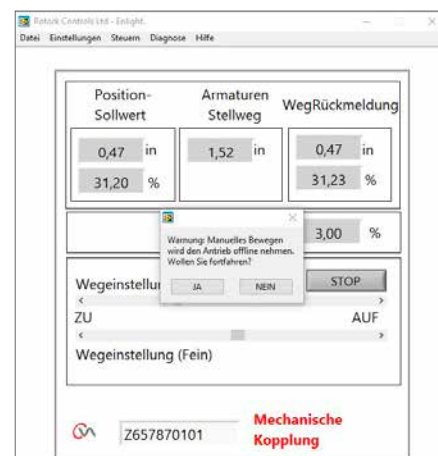 Rotork Controls Ltd - Enlight.
Datei Einstellungen Steuern Diagnose Hilfe
Position-
Sollwert
Armaturen
Stellweg
WegRückmeldung
0,47 in
1,52 in
0,47 in
31,20 %
31,23 %
3,00 %
Warnung: Manuelles Bewegen
wird den Antrieb offline nehmen.
Wollen Sie fortfahren?
JA NEIN
STOP
ZU AUF
Wegeinstellung (Fein)
Z657870101
Mechanische
Kopplung